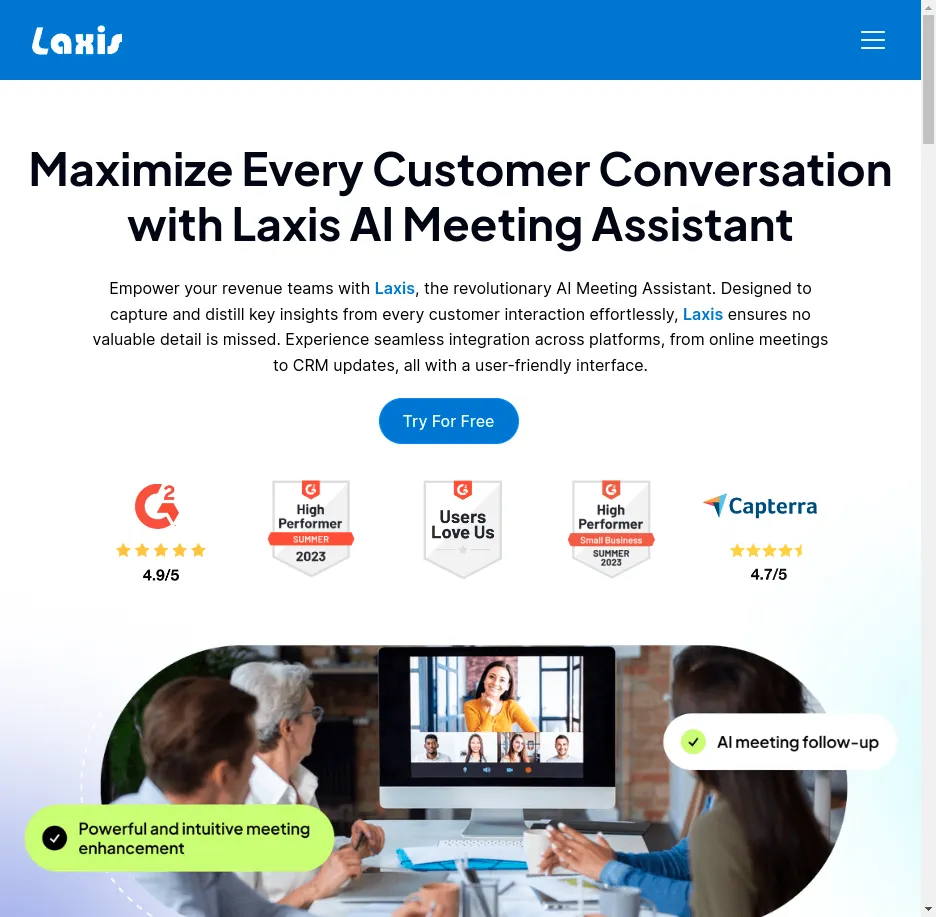 Laxis
Maximize Every Customer Conversation
with Laxis AI Meeting Assistant
Empower your revenue teams with Laxis, the revolutionary AI Meeting Assistant. Designed to
capture and distill key insights from every customer interaction effortlessly, Laxis ensures no
valuable detail is missed. Experience seamless integration across platforms, from online meetings
to CRM updates, all with a user-friendly interface.
Try For Free
G2
4.9/5
G2
High
Performer
SUMMER
2023
G2
Users
Love Us
G2
High
Performer
Small Business
SUMMER
2023
Capterra
4.7/5
AI meeting follow-up
Powerful and intuitive meeting
enhancement